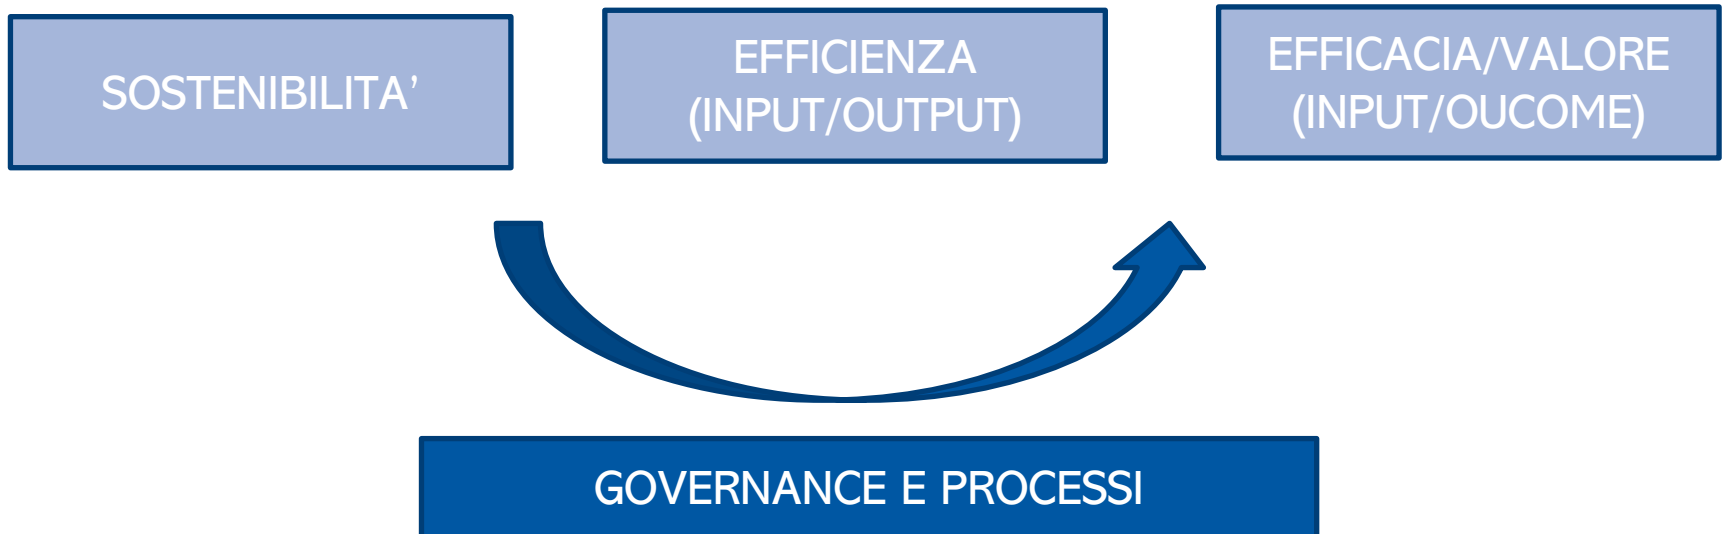 SOSTENIBILITA’
EFFICIENZA
(INPUT/OUTPUT)
EFFICACIA/VALORE
(INPUT/OUCOME)
GOVERNANCE E PROCESSI